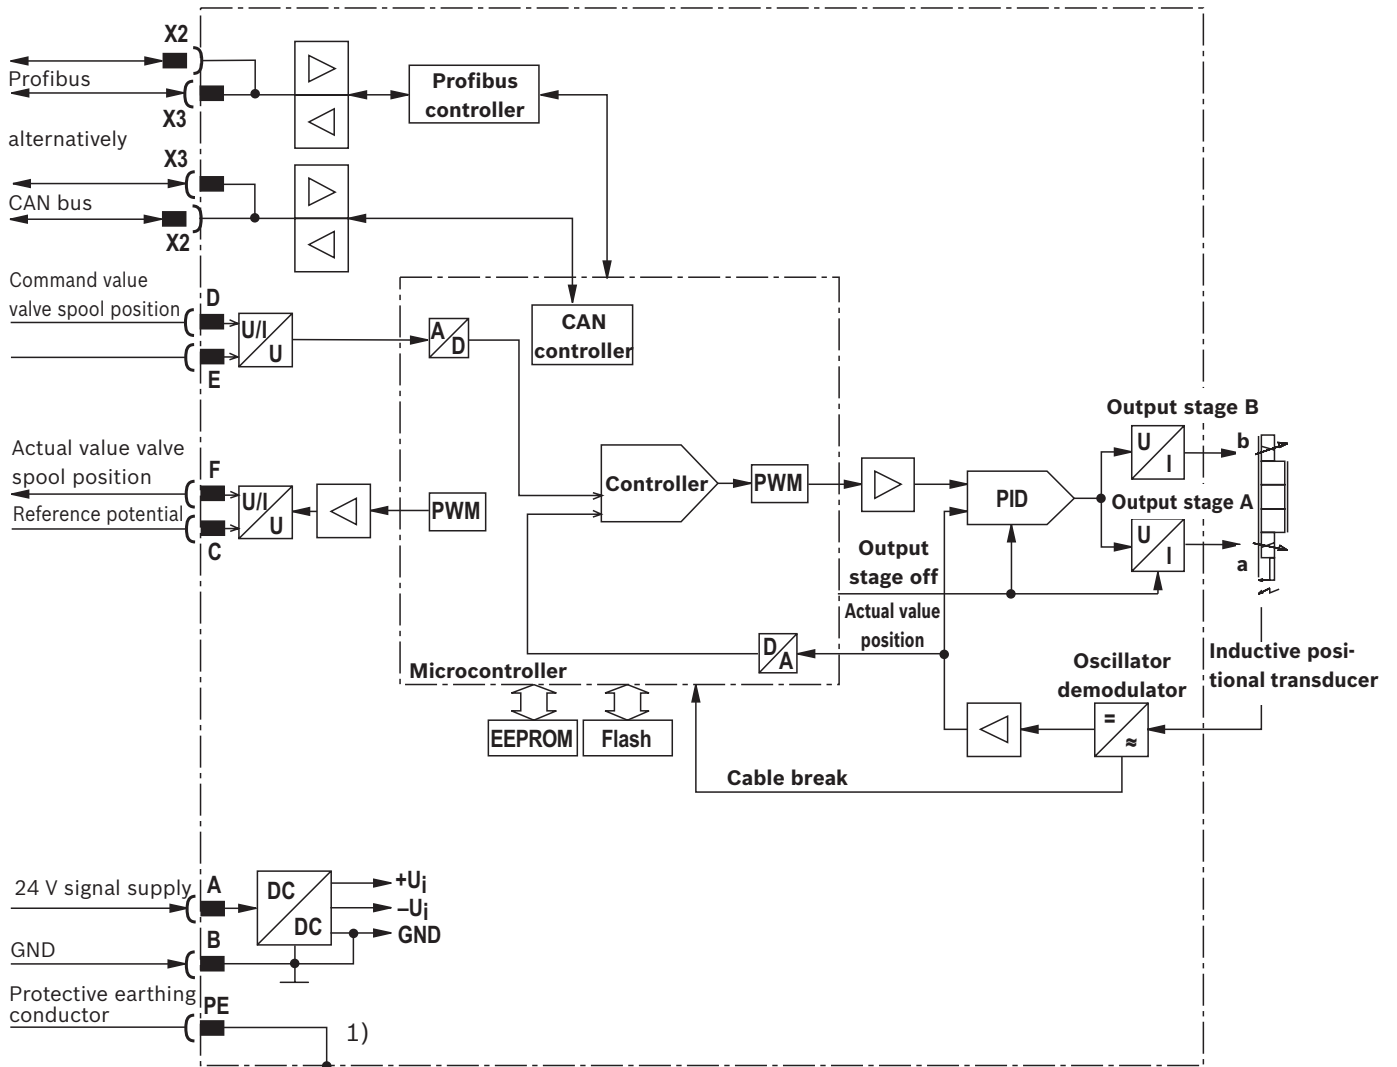 X2
Profibus
X3
alternatively
X3
CAN bus
X2
Profibus
controller
Command value
valve spool position
D
E
U/I
U
A
D
CAN
controller
Actual value valve
spool position
F
Reference potential
C
U/I
U
PWM
Controller
PWM
PID
Output stage B
U
I
b
Output stage A
U
I
a
Output
stage off
Actual value
position
D
A
Microcontroller
EEPROM
Flash
Oscillator
demodulator
=
≈
Inductive posi-
tional transducer
Cable break
24 V signal supply
A
DC
DC
+Ui
–Ui
GND
B
GND
Protective earthing
conductor
PE
1)